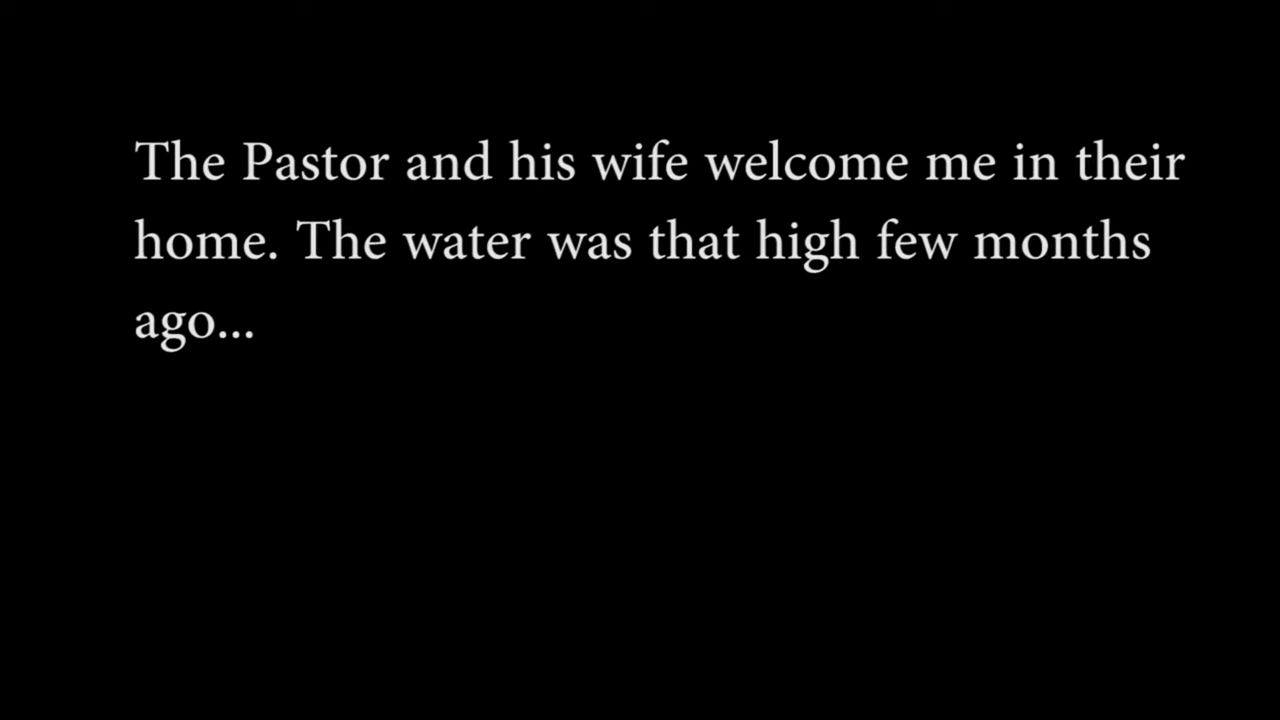 The Pastor and his wife welcome me in their
home. The water was that high few months
ago...